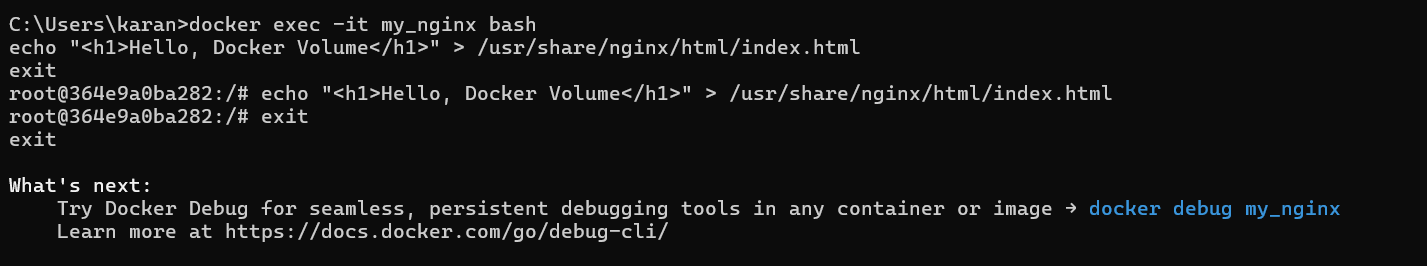 C:\Users\karan>docker exec -it my_nginx bash
echo "<h1>Hello, Docker Volume</h1>" > /usr/share/nginx/html/index.html
exit
root@364e9a0ba282:/# echo "<h1>Hello, Docker Volume</h1>" > /usr/share/nginx/html/index.html
root@364e9a0ba282:/# exit
exit
What's next:
Try Docker Debug for seamless, persistent debugging tools in any container or image → docker debug my_nginx
Learn more at https://docs.docker.com/go/debug-cli/